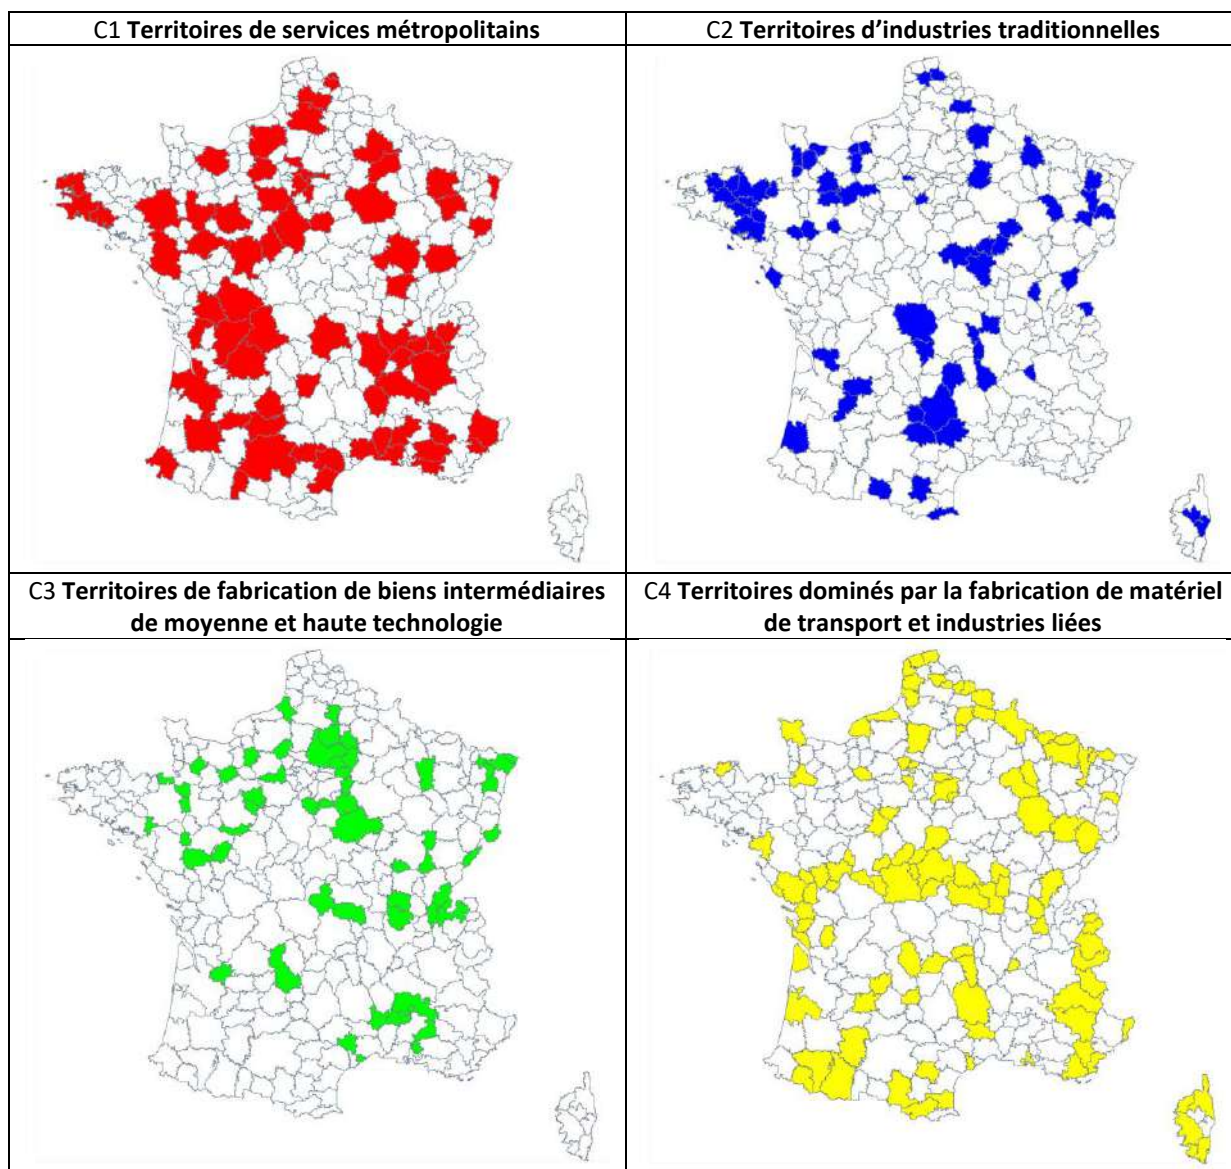 C1 Territoires de services métropolitains
C2 Territoires d’industries traditionnelles
C3 Territoires de fabrication de biens intermédiaires
de moyenne et haute technologie
C4 Territoires dominés par la fabrication de matériel
de transport et industries liées